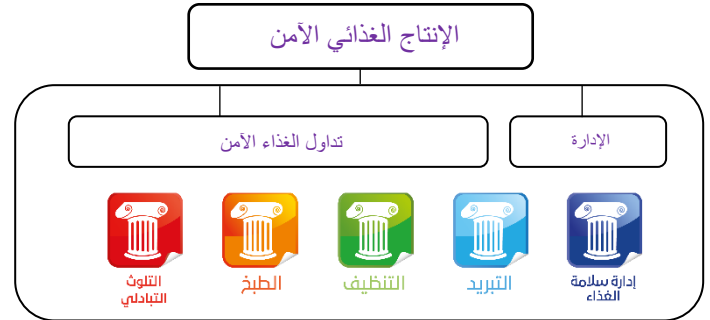 الإنتاج الغذائي الآمن
الإدارة
تداول الغذاء الآمن
إدارة سلامة
الغذاء
التبريد
التنظيف
الطبخ
التلوث
التبادلي